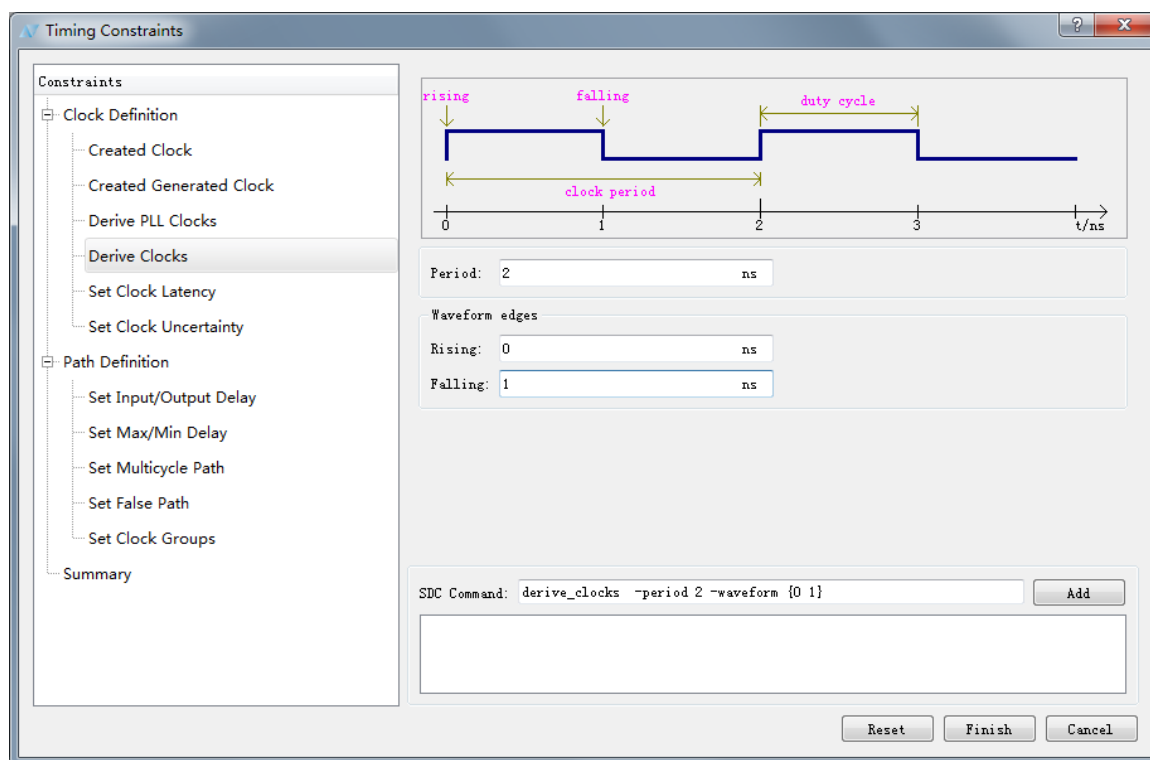 Timing Constraints
?
X
Constraints
Clock Definition
Created Clock
Created Generated Clock
Derive PLL Clocks
Derive Clocks
Set Clock Latency
Set Clock Uncertainty
Path Definition
Set Input/Output Delay
Set Max/Min Delay
Set Multicycle Path
Set False Path
Set Clock Groups
Summary
rising falling duty cycle
clock period
0 1 2 3 t/ns
Period: 2 ns
Waveform edges
Rising: 0 ns
Falling: 1 ns
SDC Command: derive_clocks -period 2 -waveform {0 1} Add
Reset Finish Cancel